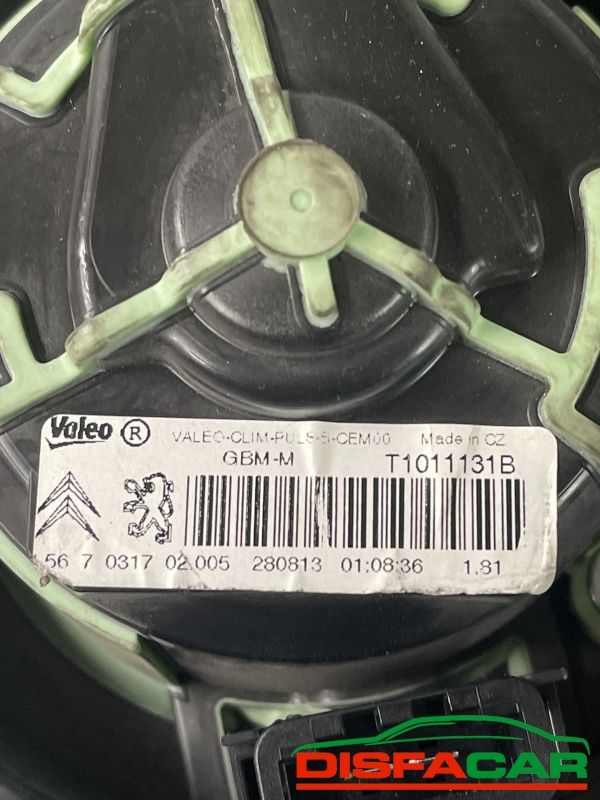 Valeo ® VALEO-CLIM-PULS-S-CEM00 Made in CZ
GBM-M T1011131B
56 7 0317 02.005 280813 01:08:36 1.81
DISFACAR